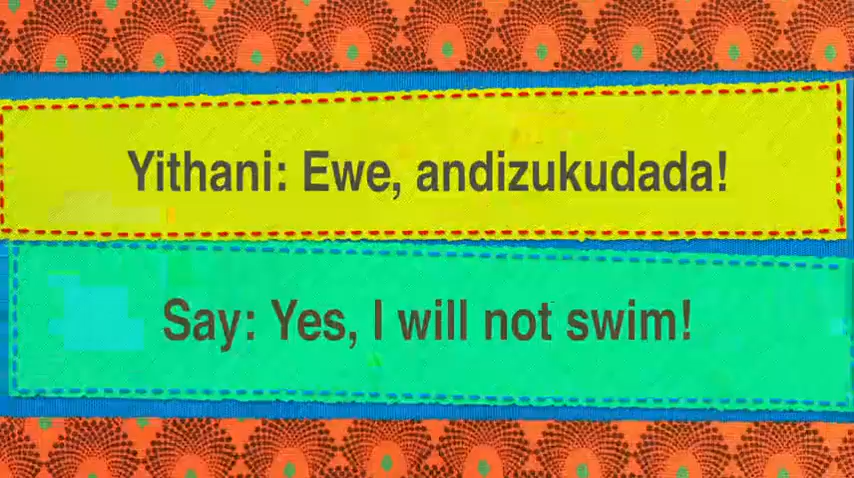 Yithani: Ewe, andizukudada!
Say: Yes, I will not swim!